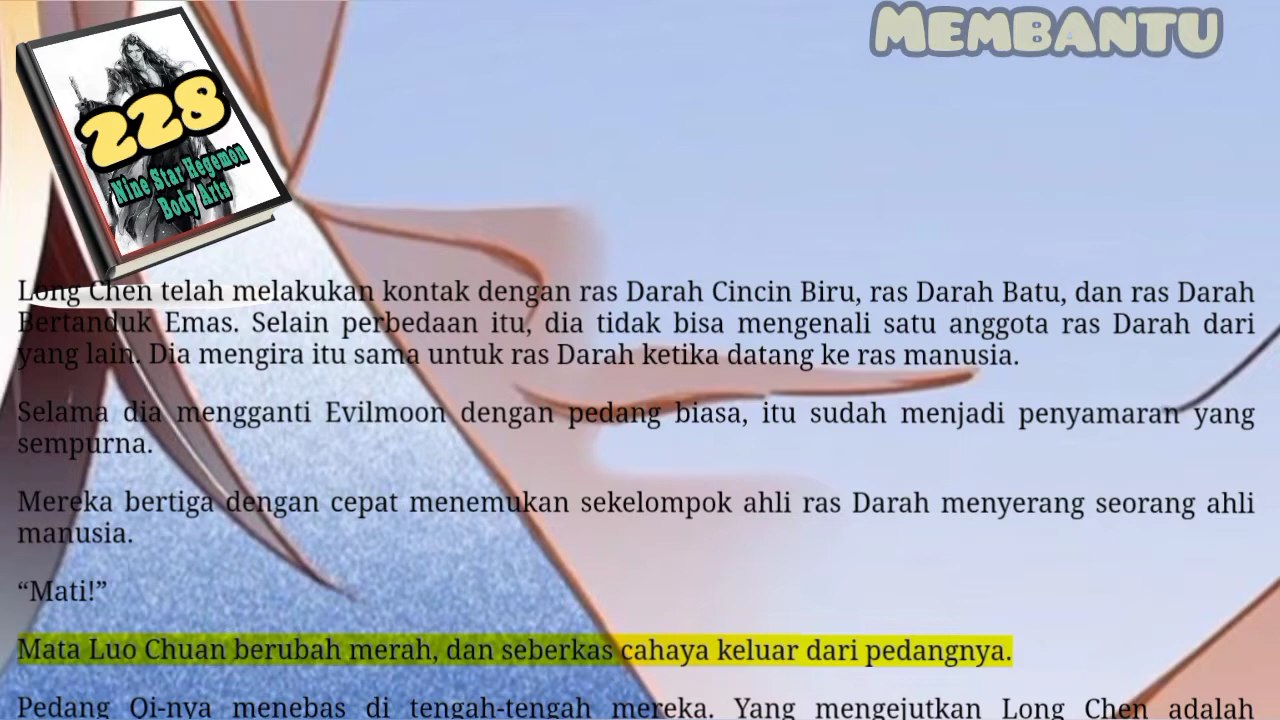 MEMBANTU
228
Nine Star Hegemon
Body Arts
Long Chen telah melakukan kontak dengan ras Darah Cincin Biru, ras Darah Batu, dan ras Darah
Bertanduk Emas. Selain perbedaan itu, dia tidak bisa mengenali satu anggota ras Darah dari
yang lain. Dia mengira itu sama untuk ras Darah ketika datang ke ras manusia.
Selama dia mengganti Evilmoon dengan pedang biasa, itu sudah menjadi penyamaran yang
sempurna.
Mereka bertiga dengan cepat menemukan sekelompok ahli ras Darah menyerang seorang ahli
manusia.
“Mati!”
Mata Luo Chuan berubah merah, dan seberkas cahaya keluar dari pedangnya.
Pedang Qi-nya menebas di tengah-tengah mereka. Yang mengejutkan Long Chen adalah